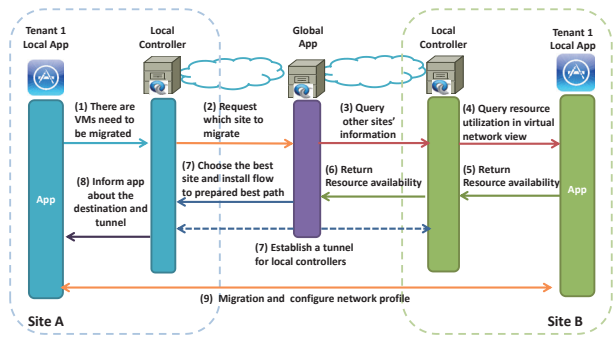 Tenant 1
Local App
Local
Controller
Global
App
Local
Controller
Tenant 1
Local App
(1) There are
VMs need to
be migrated
(2) Request
which site to
migrate
(3) Query
other sites'
information
(4) Query resource
utilization in virtual
network view
(8) Inform app
about the
destination and
tunnel
(7) Choose the best
site and install flow
to prepared best path
(6) Return
Resource availability
(5) Return
Resource availability
App
App
(7) Establish a tunnel
for local controllers
(9) Migration and configure network profile
Site A
Site B